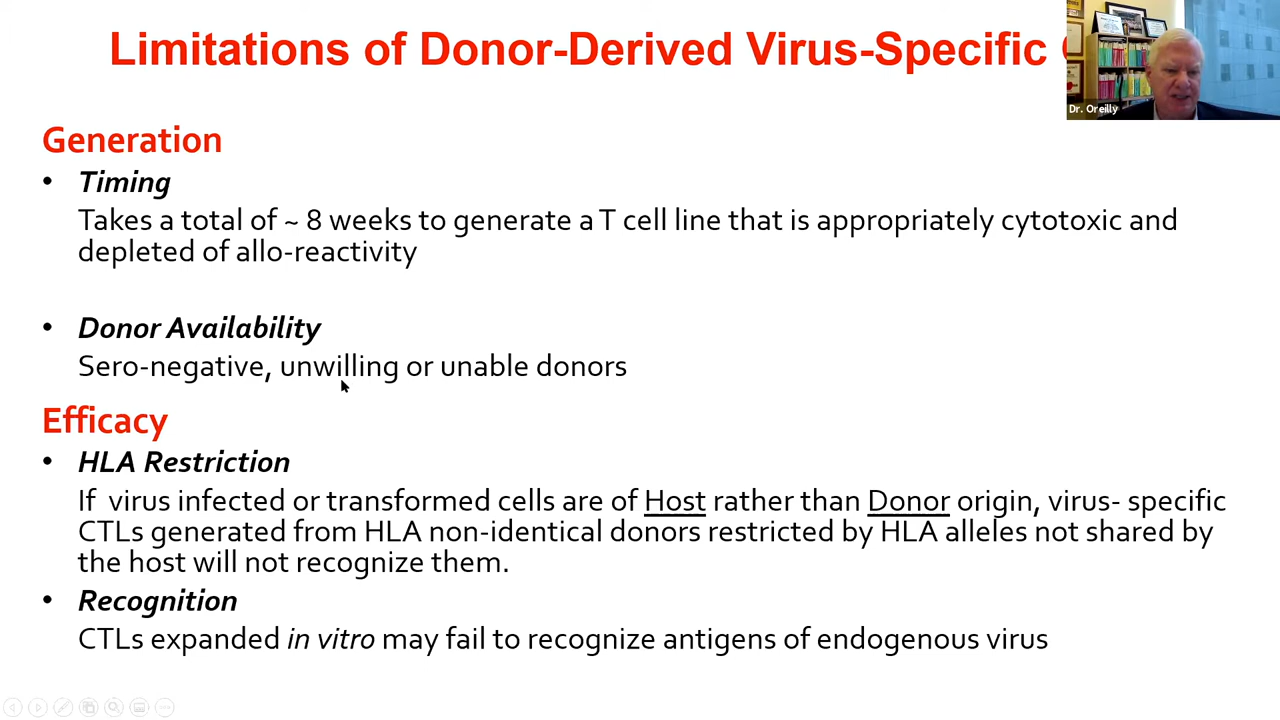 Limitations of Donor-Derived Virus-Specific
Dr. Oreilly
Generation
• Timing
Takes a total of ~ 8 weeks to generate a T cell line that is appropriately cytotoxic and
depleted of allo-reactivity
• Donor Availability
Sero-negative, unwilling or unable donors
Efficacy
• HLA Restriction
If virus infected or transformed cells are of Host rather than Donor origin, virus- specific
CTLs generated from HLA non-identical donors restricted by HLA alleles not shared by
the host will not recognize them.
• Recognition
CTLs expanded in vitro may fail to recognize antigens of endogenous virus